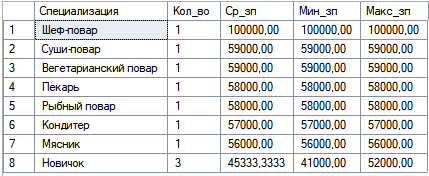 Специализация Кол_во Ср_зп Мин_зп Макс_зп
1 Шеф-повар 1 100000,00 100000,00 100000,00
2 Суши-повар 1 59000,00 59000,00 59000,00
3 Вегетарианский повар 1 59000,00 59000,00 59000,00
4 Пекарь 1 58000,00 58000,00 58000,00
5 Рыбный повар 1 58000,00 58000,00 58000,00
6 Кондитер 1 57000,00 57000,00 57000,00
7 Мясник 1 56000,00 56000,00 56000,00
8 Новичок 3 45333,3333 41000,00 52000,00